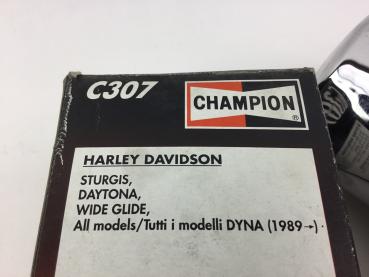 C307
CHAMPION
®
HARLEY DAVIDSON
STURGIS,
DAYTONA,
WIDE GLIDE,
All models/Tutti i modelli DYNA (1989→)